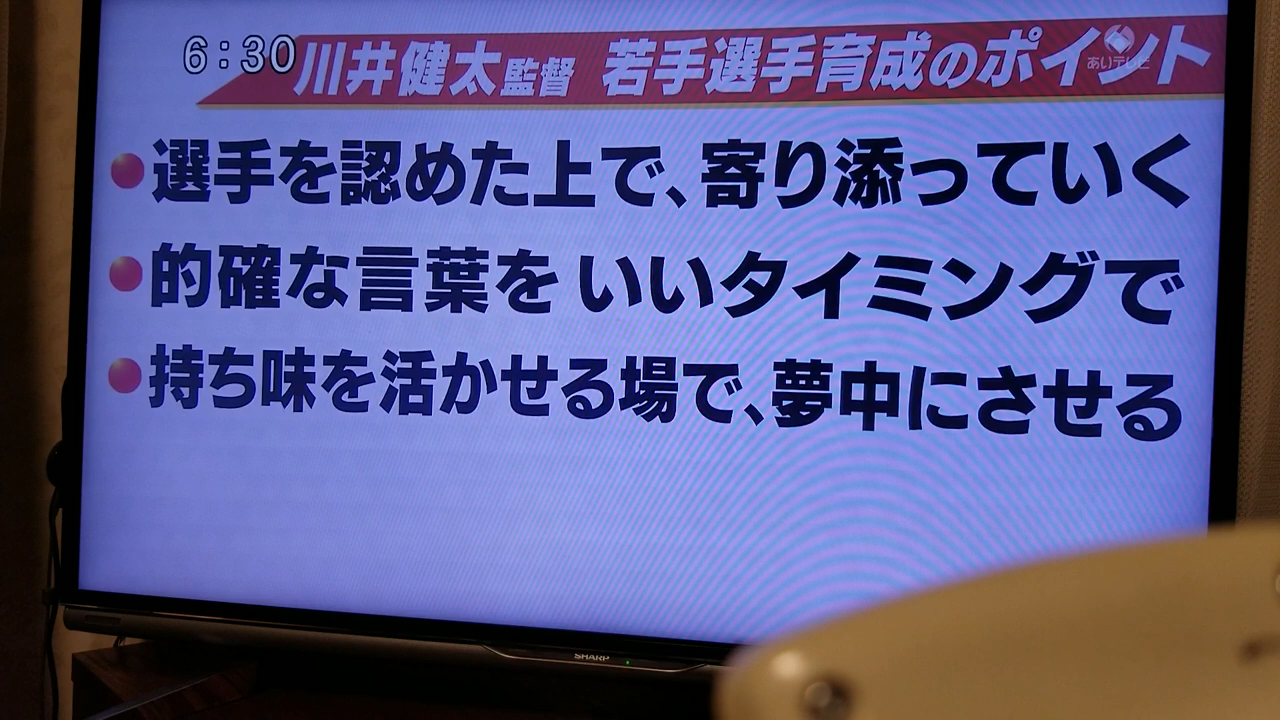 6:30
川井健太監督 若手選手育成のポイント
あいテレビ
●選手を認めた上で、寄り添っていく
●的確な言葉を いいタイミングで
●持ち味を活かせる場で、夢中にさせる
SHARP